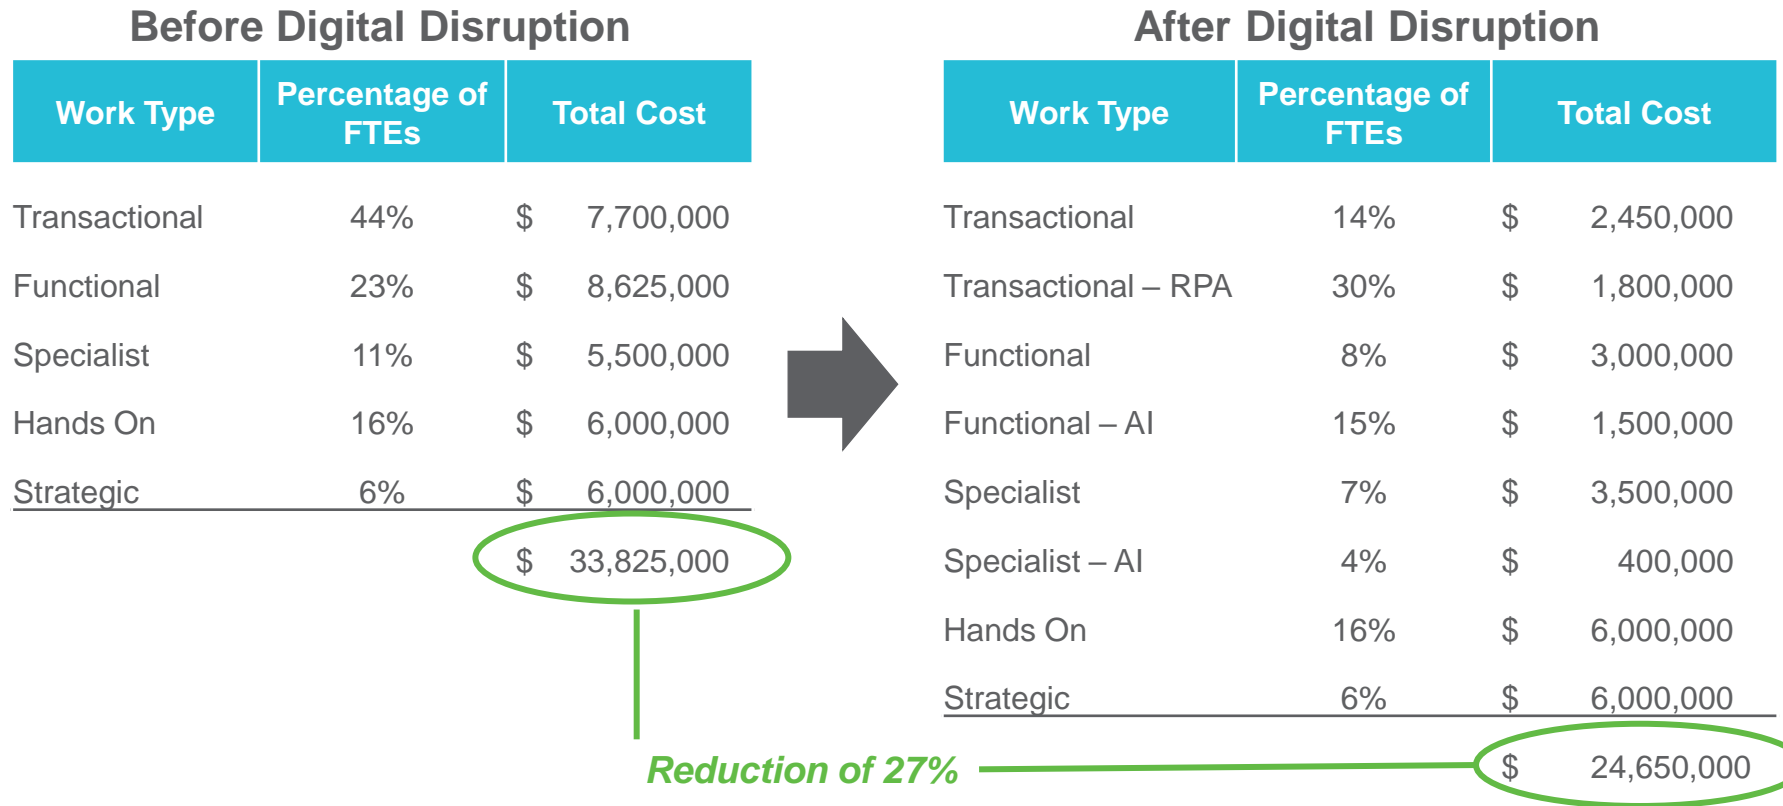 Before Digital Disruption
Work Type Percentage of FTEs Total Cost
Transactional 44% $ 7,700,000
Functional 23% $ 8,625,000
Specialist 11% $ 5,500,000
Hands On 16% $ 6,000,000
Strategic 6% $ 6,000,000
$ 33,825,000
After Digital Disruption
Work Type Percentage of FTEs Total Cost
Transactional 14% $ 2,450,000
Transactional – RPA 30% $ 1,800,000
Functional 8% $ 3,000,000
Functional – AI 15% $ 1,500,000
Specialist 7% $ 3,500,000
Specialist – AI 4% $ 400,000
Hands On 16% $ 6,000,000
Strategic 6% $ 6,000,000
$ 24,650,000
Reduction of 27%